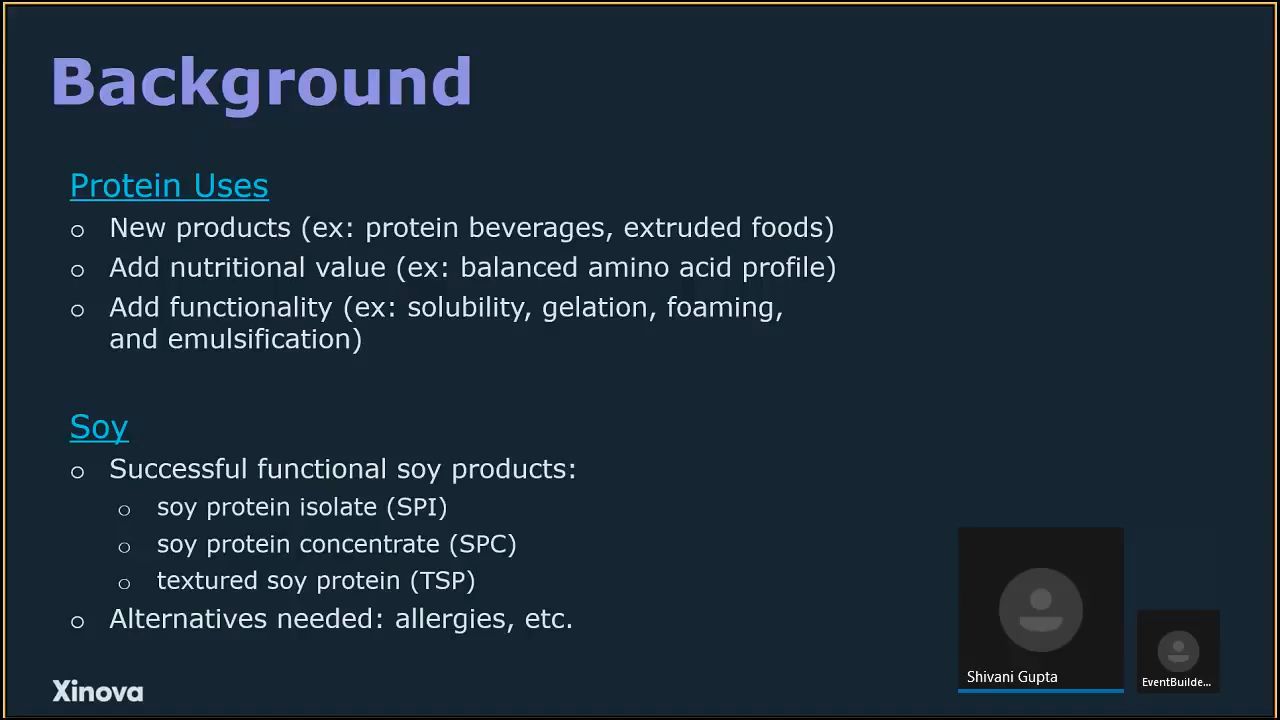 Background
Protein Uses
o New products (ex: protein beverages, extruded foods)
o Add nutritional value (ex: balanced amino acid profile)
o Add functionality (ex: solubility, gelation, foaming,
and emulsification)
Soy
o Successful functional soy products:
o soy protein isolate (SPI)
o soy protein concentrate (SPC)
o textured soy protein (TSP)
o Alternatives needed: allergies, etc.
Shivani Gupta
EventBuilde...
Xinova